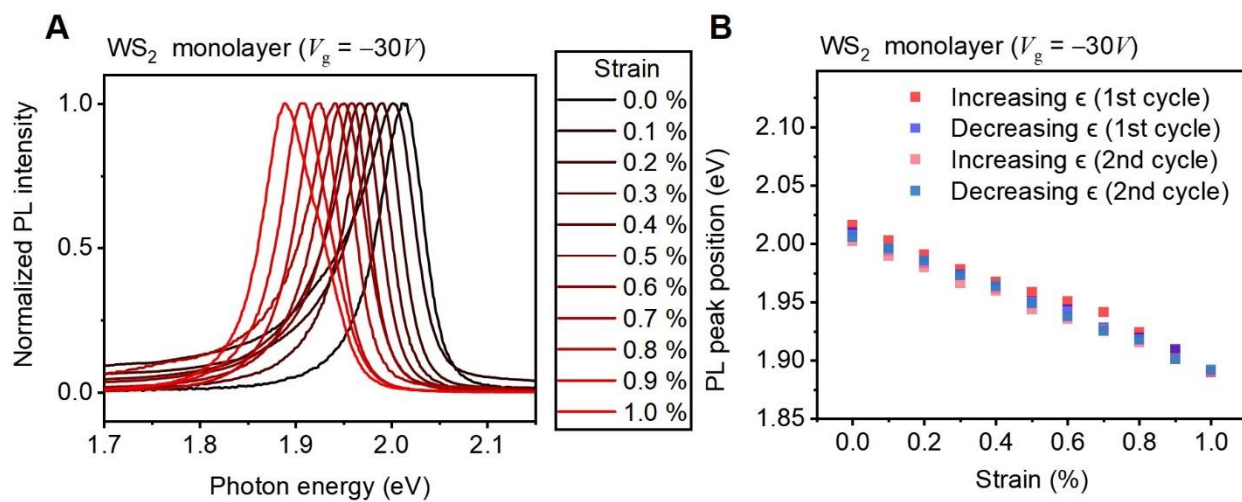 A
WS₂ monolayer (Vg = −30V)
Normalized PL intensity
1.0
0.5
0.0
1.7 1.8 1.9 2.0 2.1
Photon energy (eV)
Strain
0.0 %
0.1 %
0.2 %
0.3 %
0.4 %
0.5 %
0.6 %
0.7 %
0.8 %
0.9 %
1.0 %
B
WS₂ monolayer (Vg = −30V)
PL peak position (eV)
2.10
2.05
2.00
1.95
1.90
1.85
Increasing ϵ (1st cycle)
Decreasing ϵ (1st cycle)
Increasing ϵ (2nd cycle)
Decreasing ϵ (2nd cycle)
0.0 0.2 0.4 0.6 0.8 1.0
Strain (%)